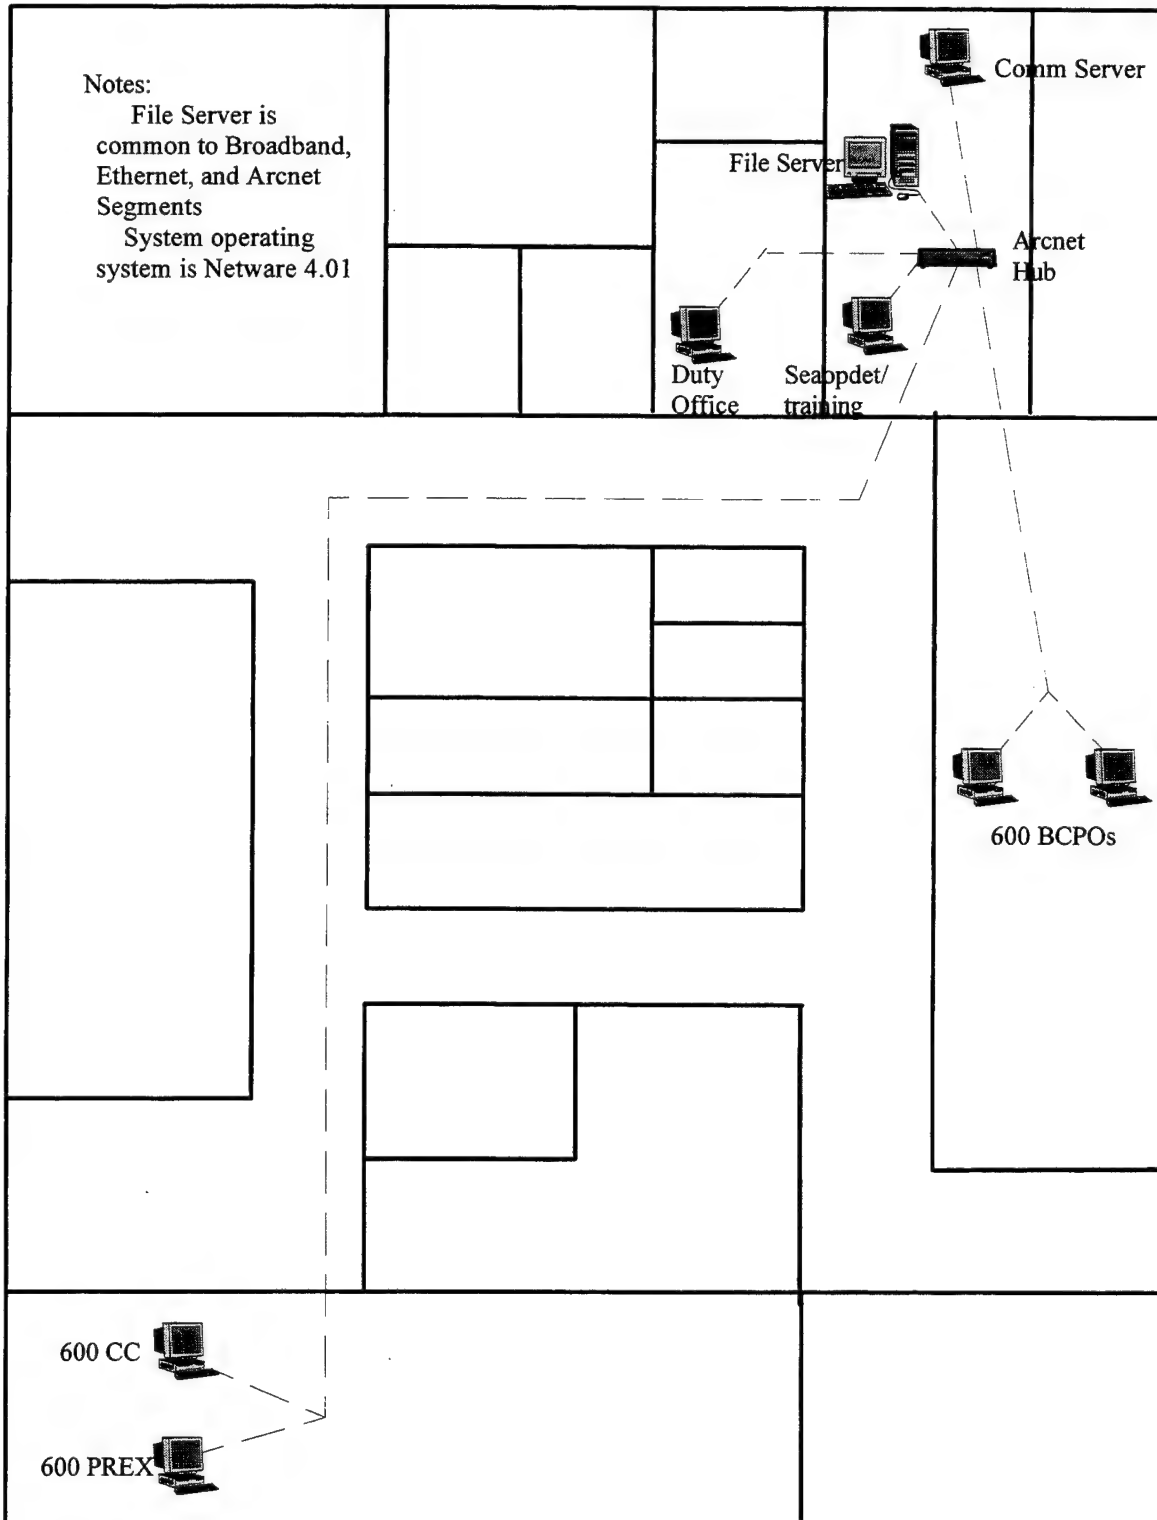 Notes:
File Server is
common to Broadband,
Ethernet, and Arcnet
Segments
System operating
system is Netware 4.01
Comm Server
File Server
Arcnet
Hub
Duty
Office
Seaopdet/
training
600 BCPOs
600 CC
600 PREX